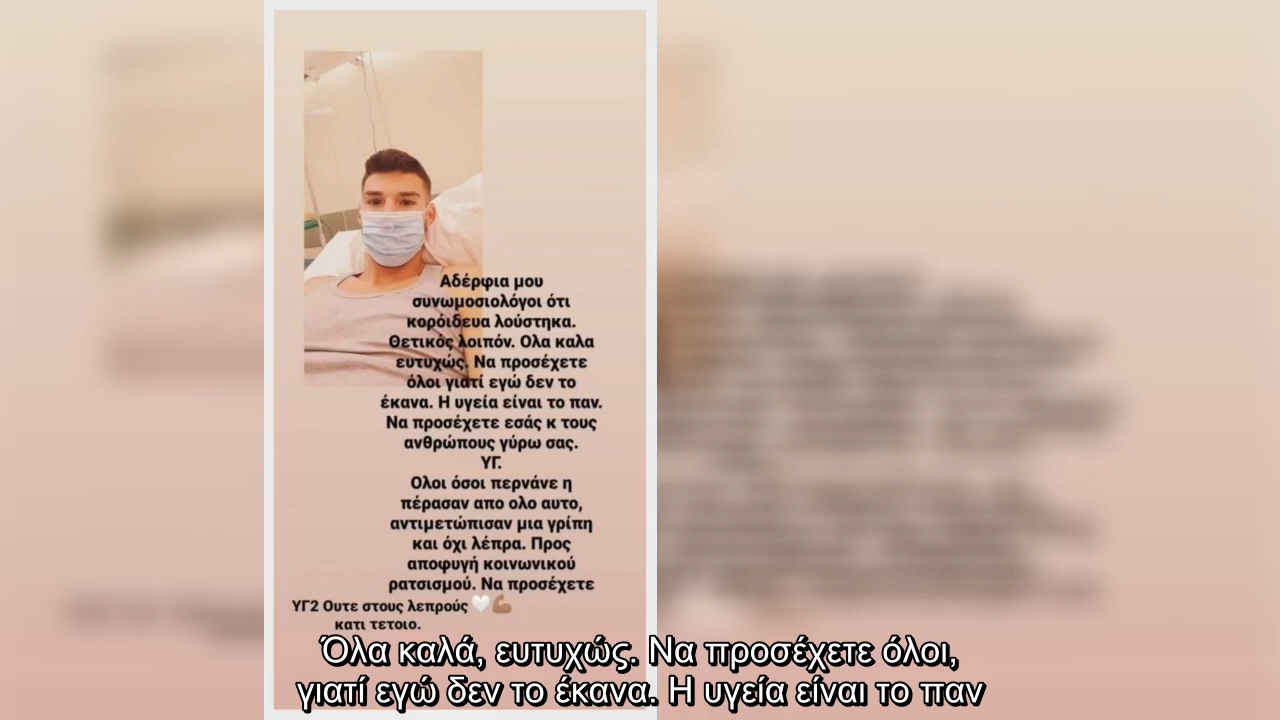 Αδέρφια μου
συνωμοσιολόγοι ότι
κορόιδευα λούστηκα.
Θετικός λοιπόν. Ολα καλα
ευτυχώς. Να προσέχετε
όλοι γιατί εγώ δεν το
έκανα. Η υγεία είναι το παν.
Να προσέχετε εσάς κ τους
ανθρώπους γύρω σας.
ΥΓ.
Ολοι όσοι περνάνε η
πέρασαν απο ολο αυτο,
αντιμετώπισαν μια γρίπη
και όχι λέπρα. Προς
αποφυγή κοινωνικού
ρατσισμού. Να προσέχετε
ΥΓ2 Ουτε στους λεπρούς 🤍💪🏽
κατι τετοιο.
Όλα καλά, ευτυχώς. Να προσέχετε όλοι,
γιατί εγώ δεν το έκανα. Η υγεία είναι το παν